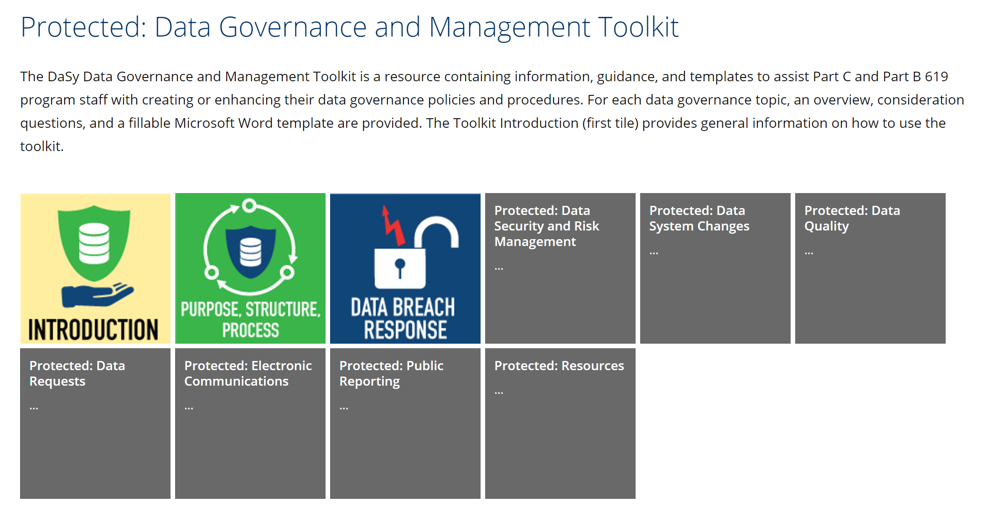 Protected: Data Governance and Management Toolkit
The DaSy Data Governance and Management Toolkit is a resource containing information, guidance, and templates to assist Part C and Part B 619
program staff with creating or enhancing their data governance policies and procedures. For each data governance topic, an overview, consideration
questions, and a fillable Microsoft Word template are provided. The Toolkit Introduction (first tile) provides general information on how to use the
toolkit.
INTRODUCTION
PURPOSE, STRUCTURE,
PROCESS
DATA BREACH
RESPONSE
Protected: Data
Security and Risk
Management
...
Protected: Data
System Changes
...
Protected: Data
Quality
...
Protected: Data
Requests
...
Protected: Electronic
Communications
...
Protected: Public
Reporting
...
Protected: Resources
...